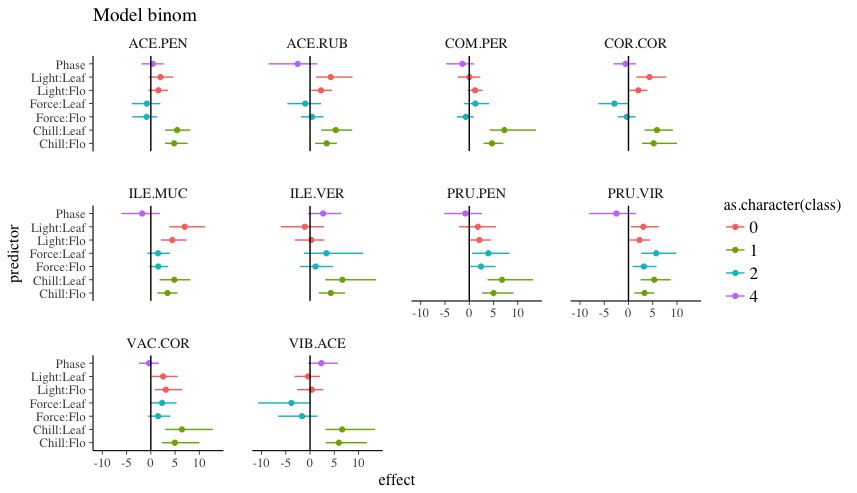 Model binom
ACE.PEN ACE.RUB COM.PER COR.COR
Phase
Light:Leaf
Light:Flo
Force:Leaf
Force:Flo
Chill:Leaf
Chill:Flo
ILE.MUC ILE.VER PRU.PEN PRU.VIR
Phase
Light:Leaf
Light:Flo
Force:Leaf
Force:Flo
Chill:Leaf
Chill:Flo
-10 -5 0 5 10 -10 -5 0 5 10
VAC.COR VIB.ACE
Phase
Light:Leaf
Light:Flo
Force:Leaf
Force:Flo
Chill:Leaf
Chill:Flo
-10 -5 0 5 10 -10 -5 0 5 10
effect
predictor
as.character(class)
0
1
2
4